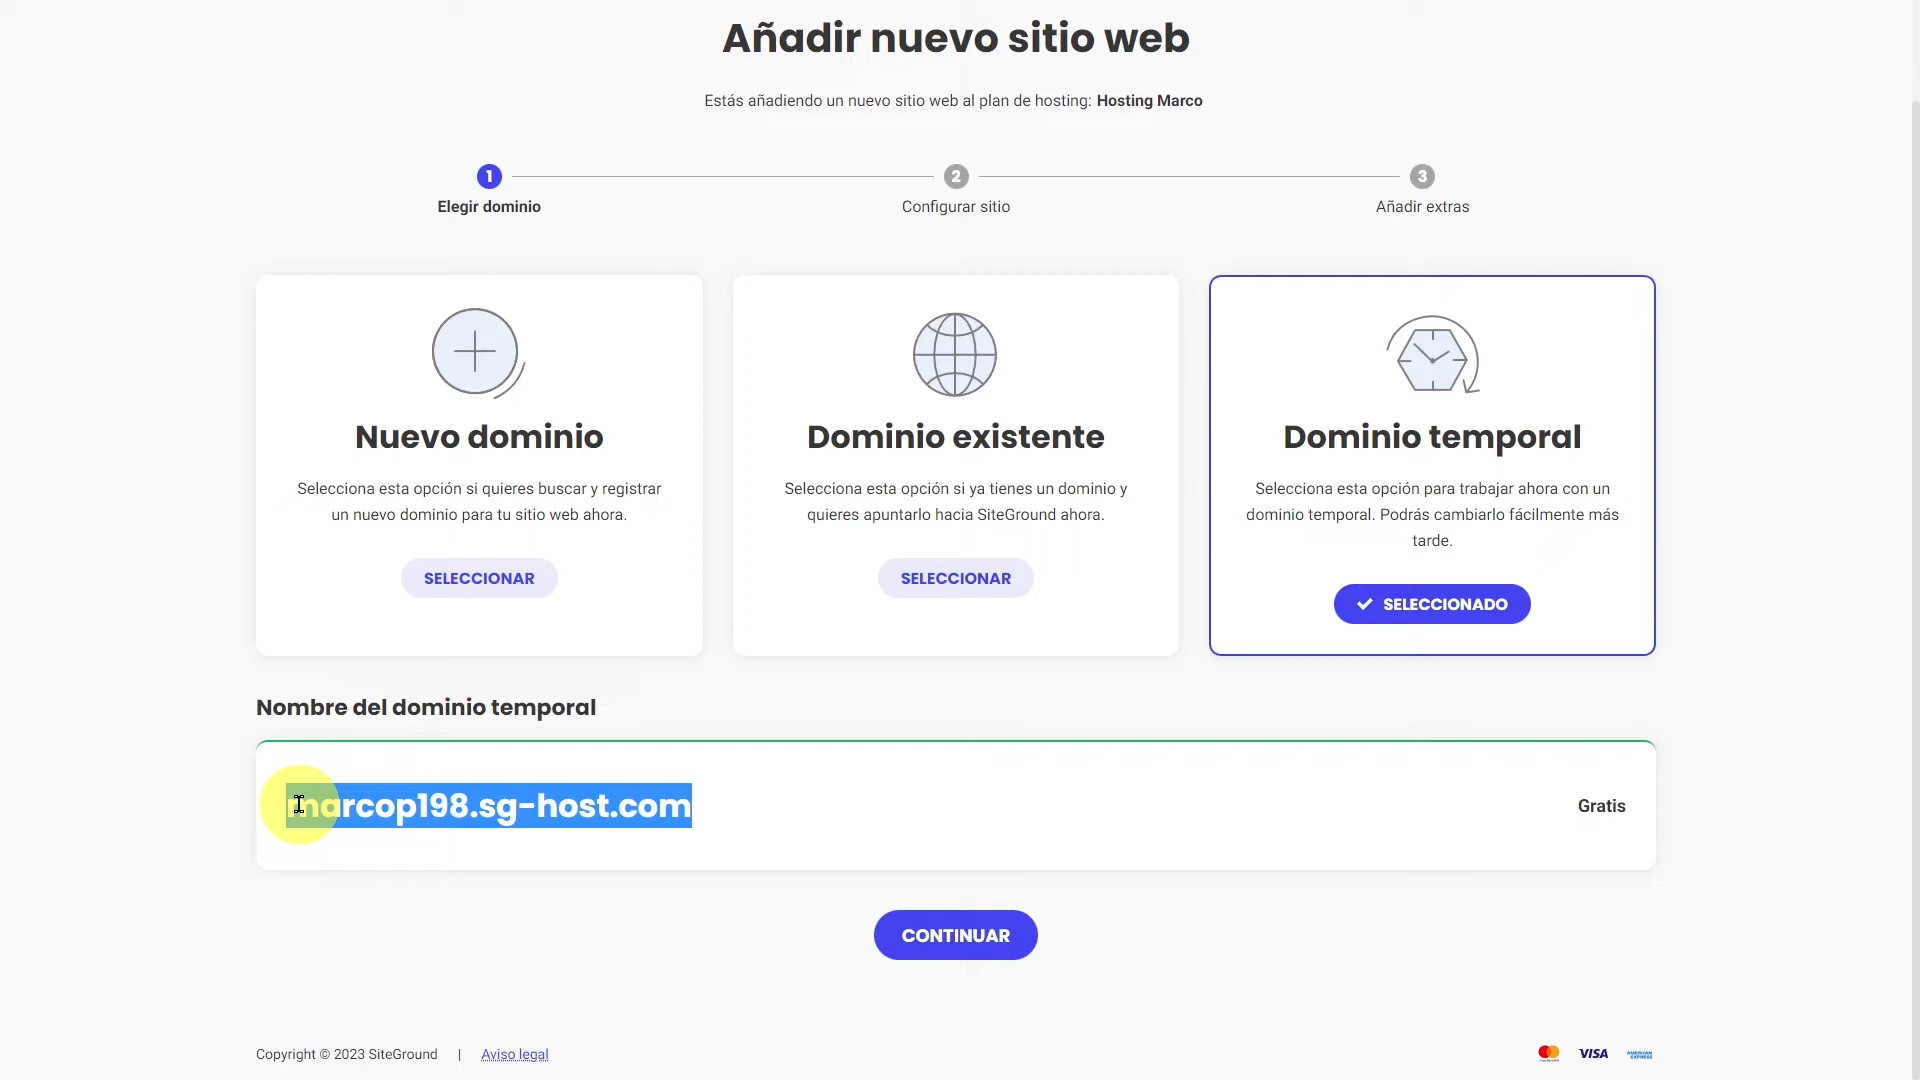 Añadir nuevo sitio web
Estás añadiendo un nuevo sitio web al plan de hosting: Hosting Marco
1
2
3
Elegir dominio
Configurar sitio
Añadir extras
Nuevo dominio
Selecciona esta opción si quieres buscar y registrar
un nuevo dominio para tu sitio web ahora.
SELECCIONAR
Dominio existente
Selecciona esta opción si ya tienes un dominio y
quieres apuntarlo hacia SiteGround ahora.
SELECCIONAR
Dominio temporal
Selecciona esta opción para trabajar ahora con un
dominio temporal. Podrás cambiarlo fácilmente más
tarde.
SELECCIONADO
Nombre del dominio temporal
marcop198.sg-host.com
Gratis
CONTINUAR
Copyright © 2023 SiteGround | Aviso legal
mastercard
VISA
AMERICAN
EXPRESS